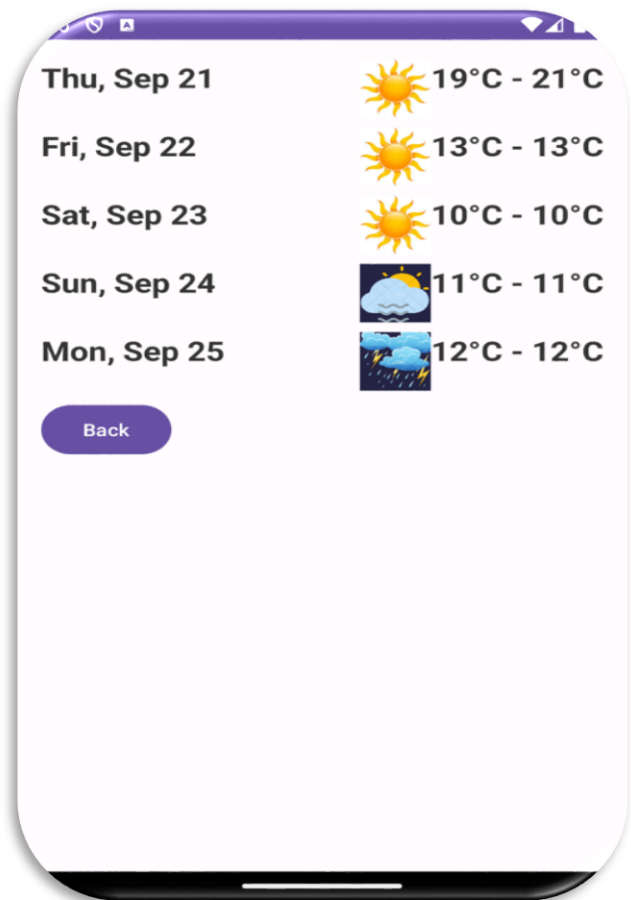 Thu, Sep 21 19°C - 21°C
Fri, Sep 22 13°C - 13°C
Sat, Sep 23 10°C - 10°C
Sun, Sep 24 11°C - 11°C
Mon, Sep 25 12°C - 12°C
Back